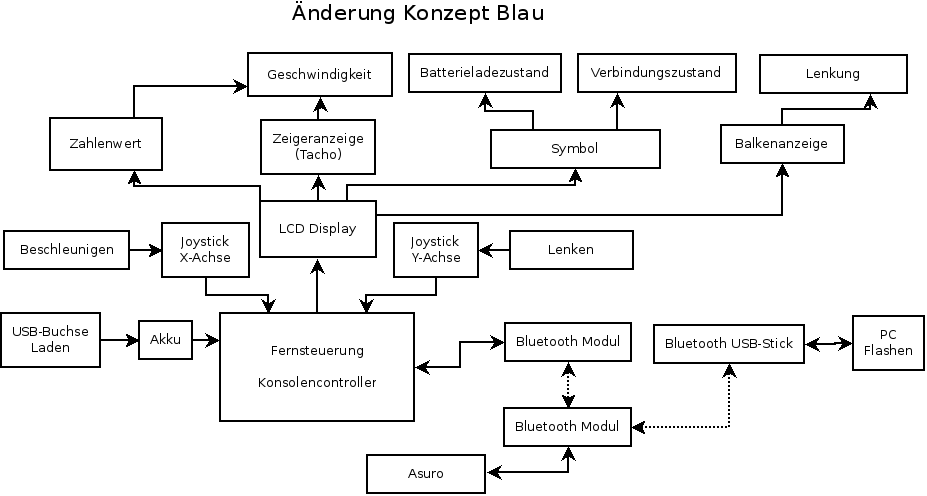 Änderung Konzept Blau
Geschwindigkeit
Batterieladezustand
Verbindungszustand
Lenkung
Zahlenwert
Zeigeranzeige
(Tacho)
Symbol
Balkenanzeige
LCD Display
Beschleunigen
Joystick
X-Achse
Joystick
Y-Achse
Lenken
USB-Buchse
Laden
Akku
Fernsteuerung
Konsolencontroller
Bluetooth Modul
Bluetooth USB-Stick
PC
Flashen
Bluetooth Modul
Asuro